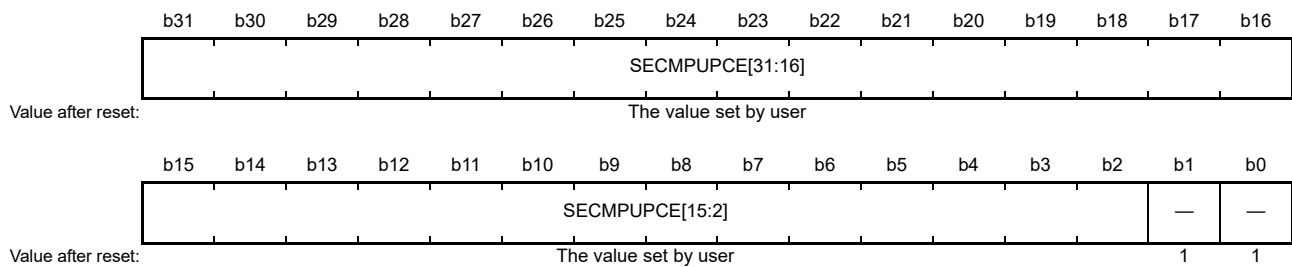 b31 b30 b29 b28 b27 b26 b25 b24 b23 b22 b21 b20 b19 b18 b17 b16
SECMPUPCE[31:16]
Value after reset: The value set by user
b15 b14 b13 b12 b11 b10 b9 b8 b7 b6 b5 b4 b3 b2 b1 b0
SECMPUPCE[15:2] — —
Value after reset: The value set by user 1 1